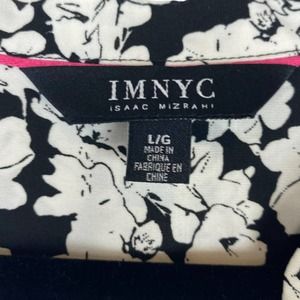 IMNYC
ISAAC MIZRAHI
L/G
MADE IN
CHINA
FABRIQUE EN
CHINE